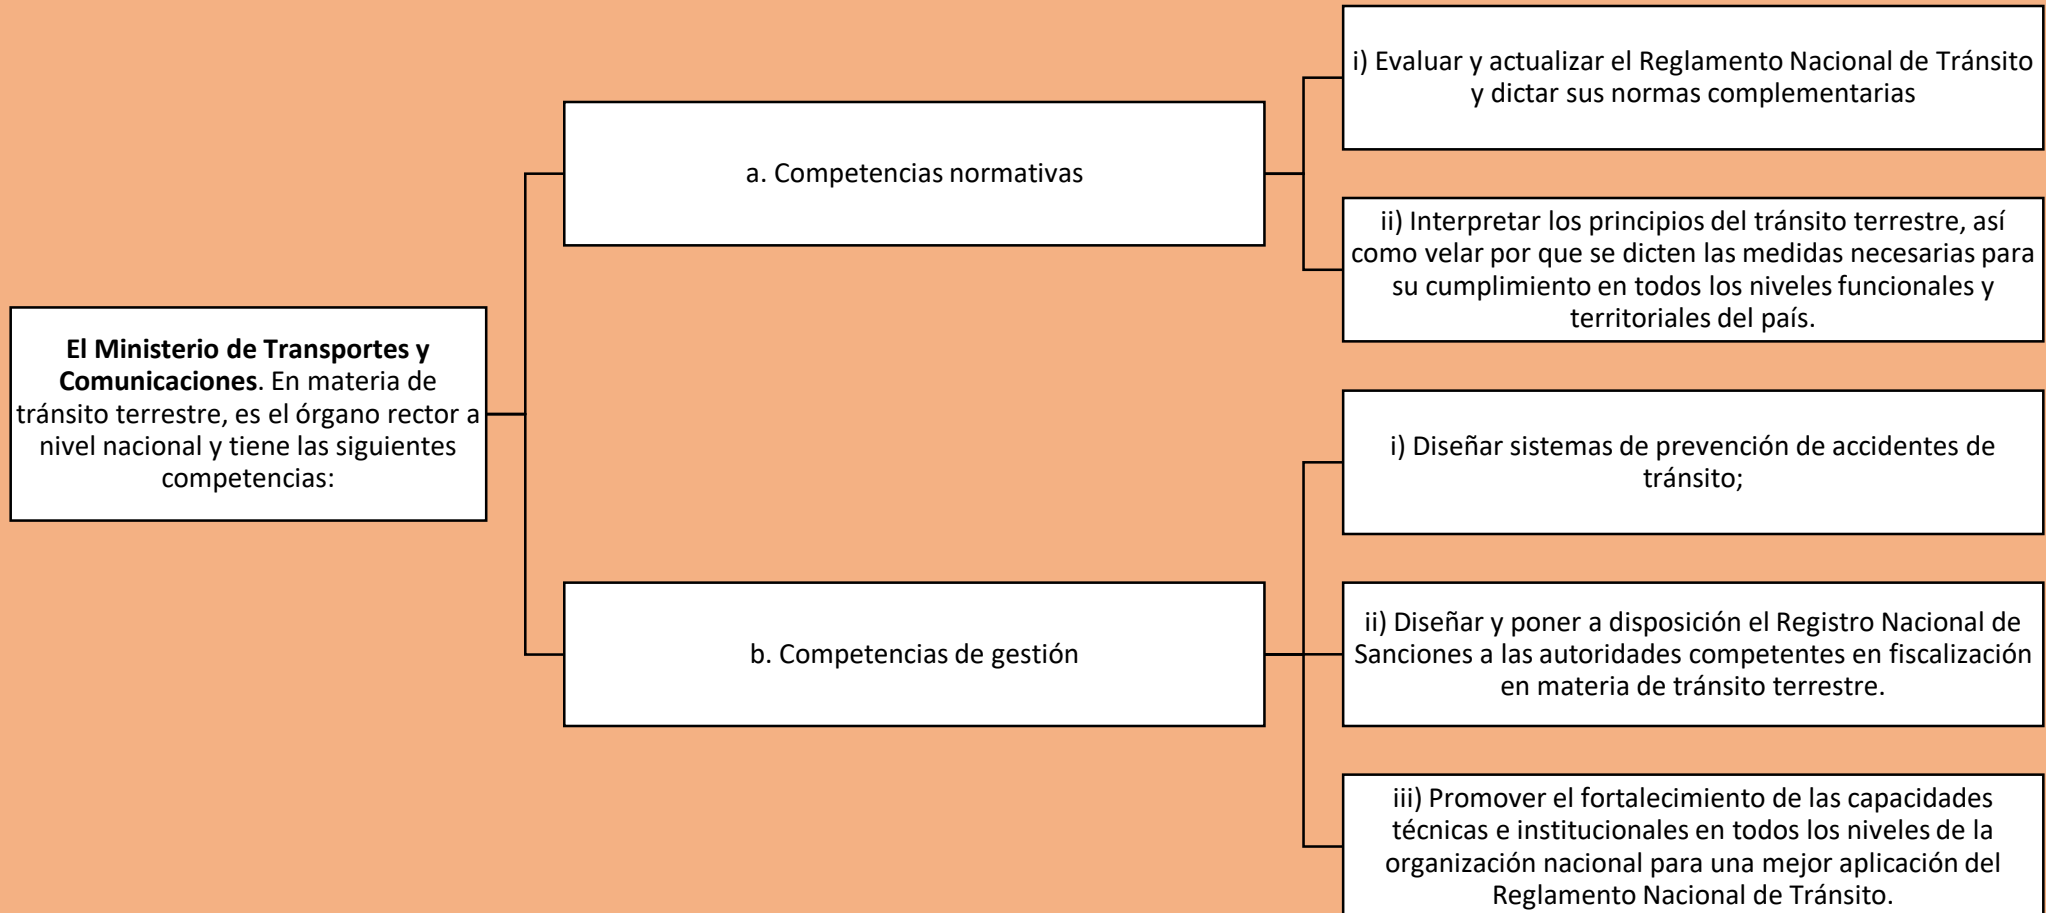 El Ministerio de Transportes y
Comunicaciones. En materia de
tránsito terrestre, es el órgano rector a
nivel nacional y tiene las siguientes
competencias:
a. Competencias normativas
i) Evaluar y actualizar el Reglamento Nacional de Tránsito
y dictar sus normas complementarias
ii) Interpretar los principios del tránsito terrestre, así
como velar por que se dicten las medidas necesarias para
su cumplimiento en todos los niveles funcionales y
territoriales del país.
b. Competencias de gestión
i) Diseñar sistemas de prevención de accidentes de
tránsito;
ii) Diseñar y poner a disposición el Registro Nacional de
Sanciones a las autoridades competentes en fiscalización
en materia de tránsito terrestre.
iii) Promover el fortalecimiento de las capacidades
técnicas e institucionales en todos los niveles de la
organización nacional para una mejor aplicación del
Reglamento Nacional de Tránsito.